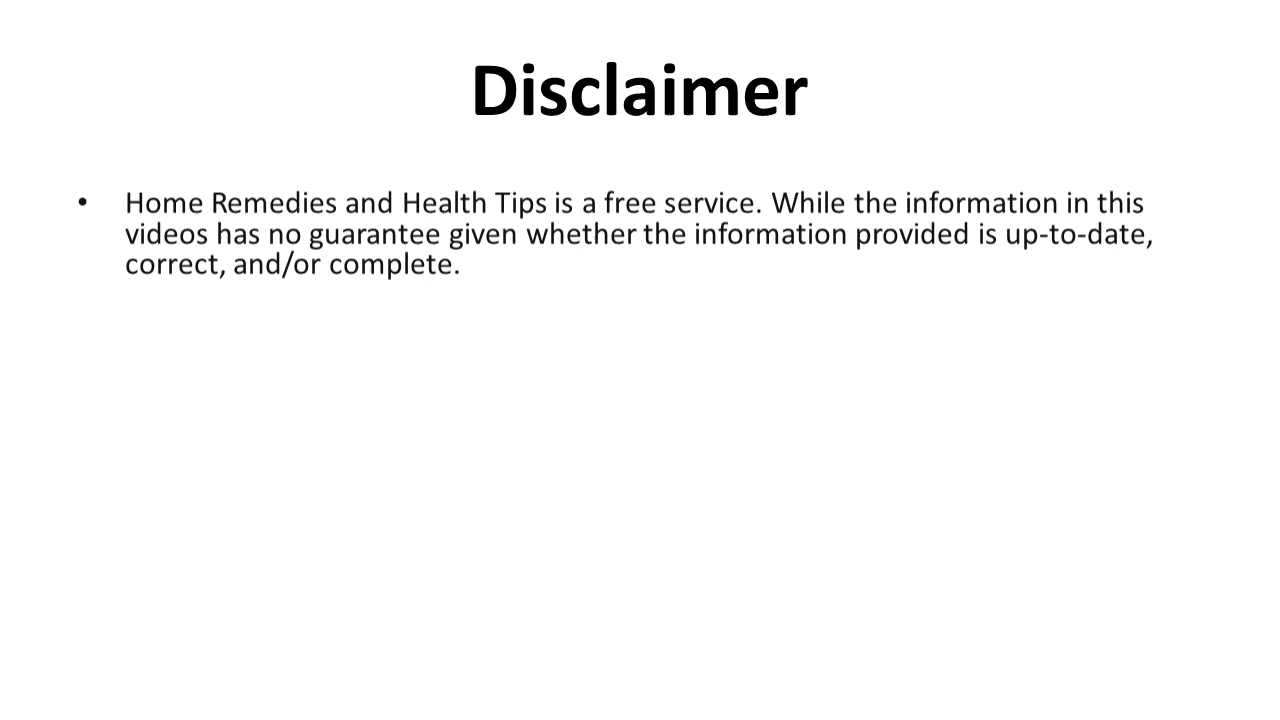 Disclaimer
• Home Remedies and Health Tips is a free service. While the information in this
videos has no guarantee given whether the information provided is up-to-date,
correct, and/or complete.